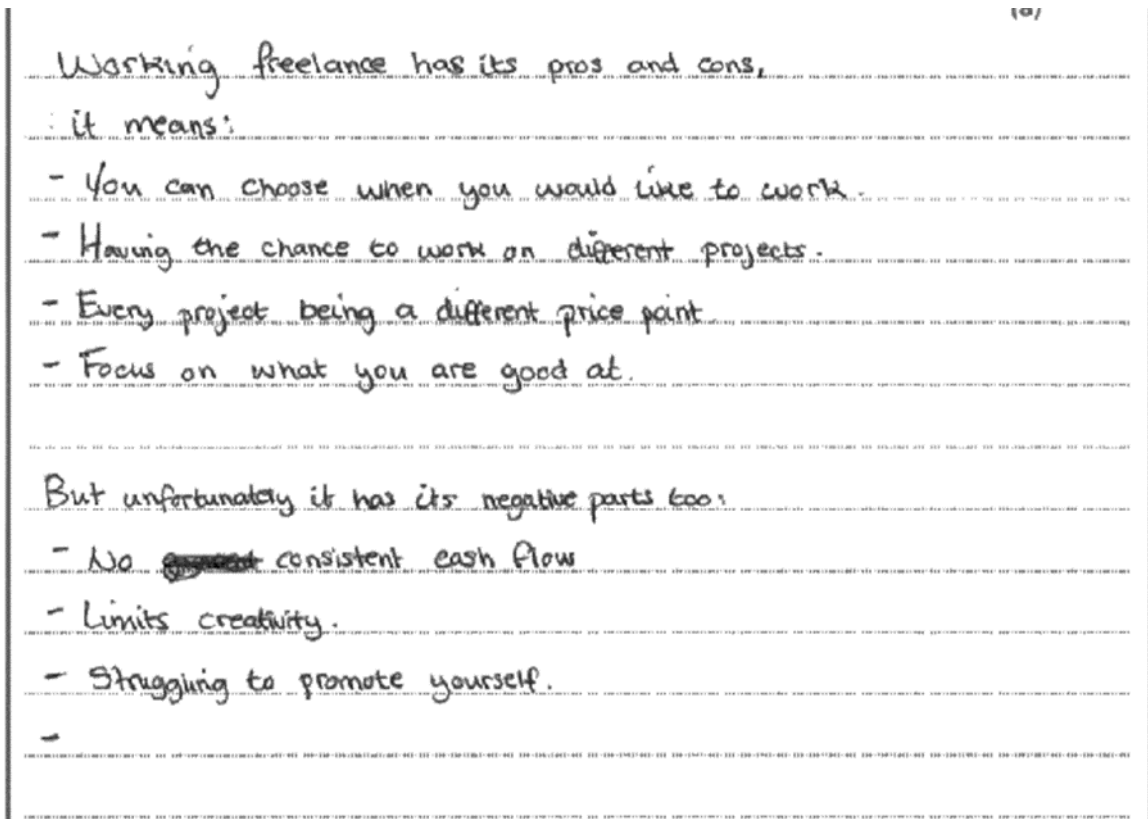 Working freelance has its pros and cons,
it means:
- You can choose when you would like to work.
- Having the chance to work on different projects.
- Every project being a different price point
- Focus on what you are good at.
But unfortunately it has its negative parts too:
- No consistent cash flow
- Limits creativity.
- Struggling to promote yourself.
-